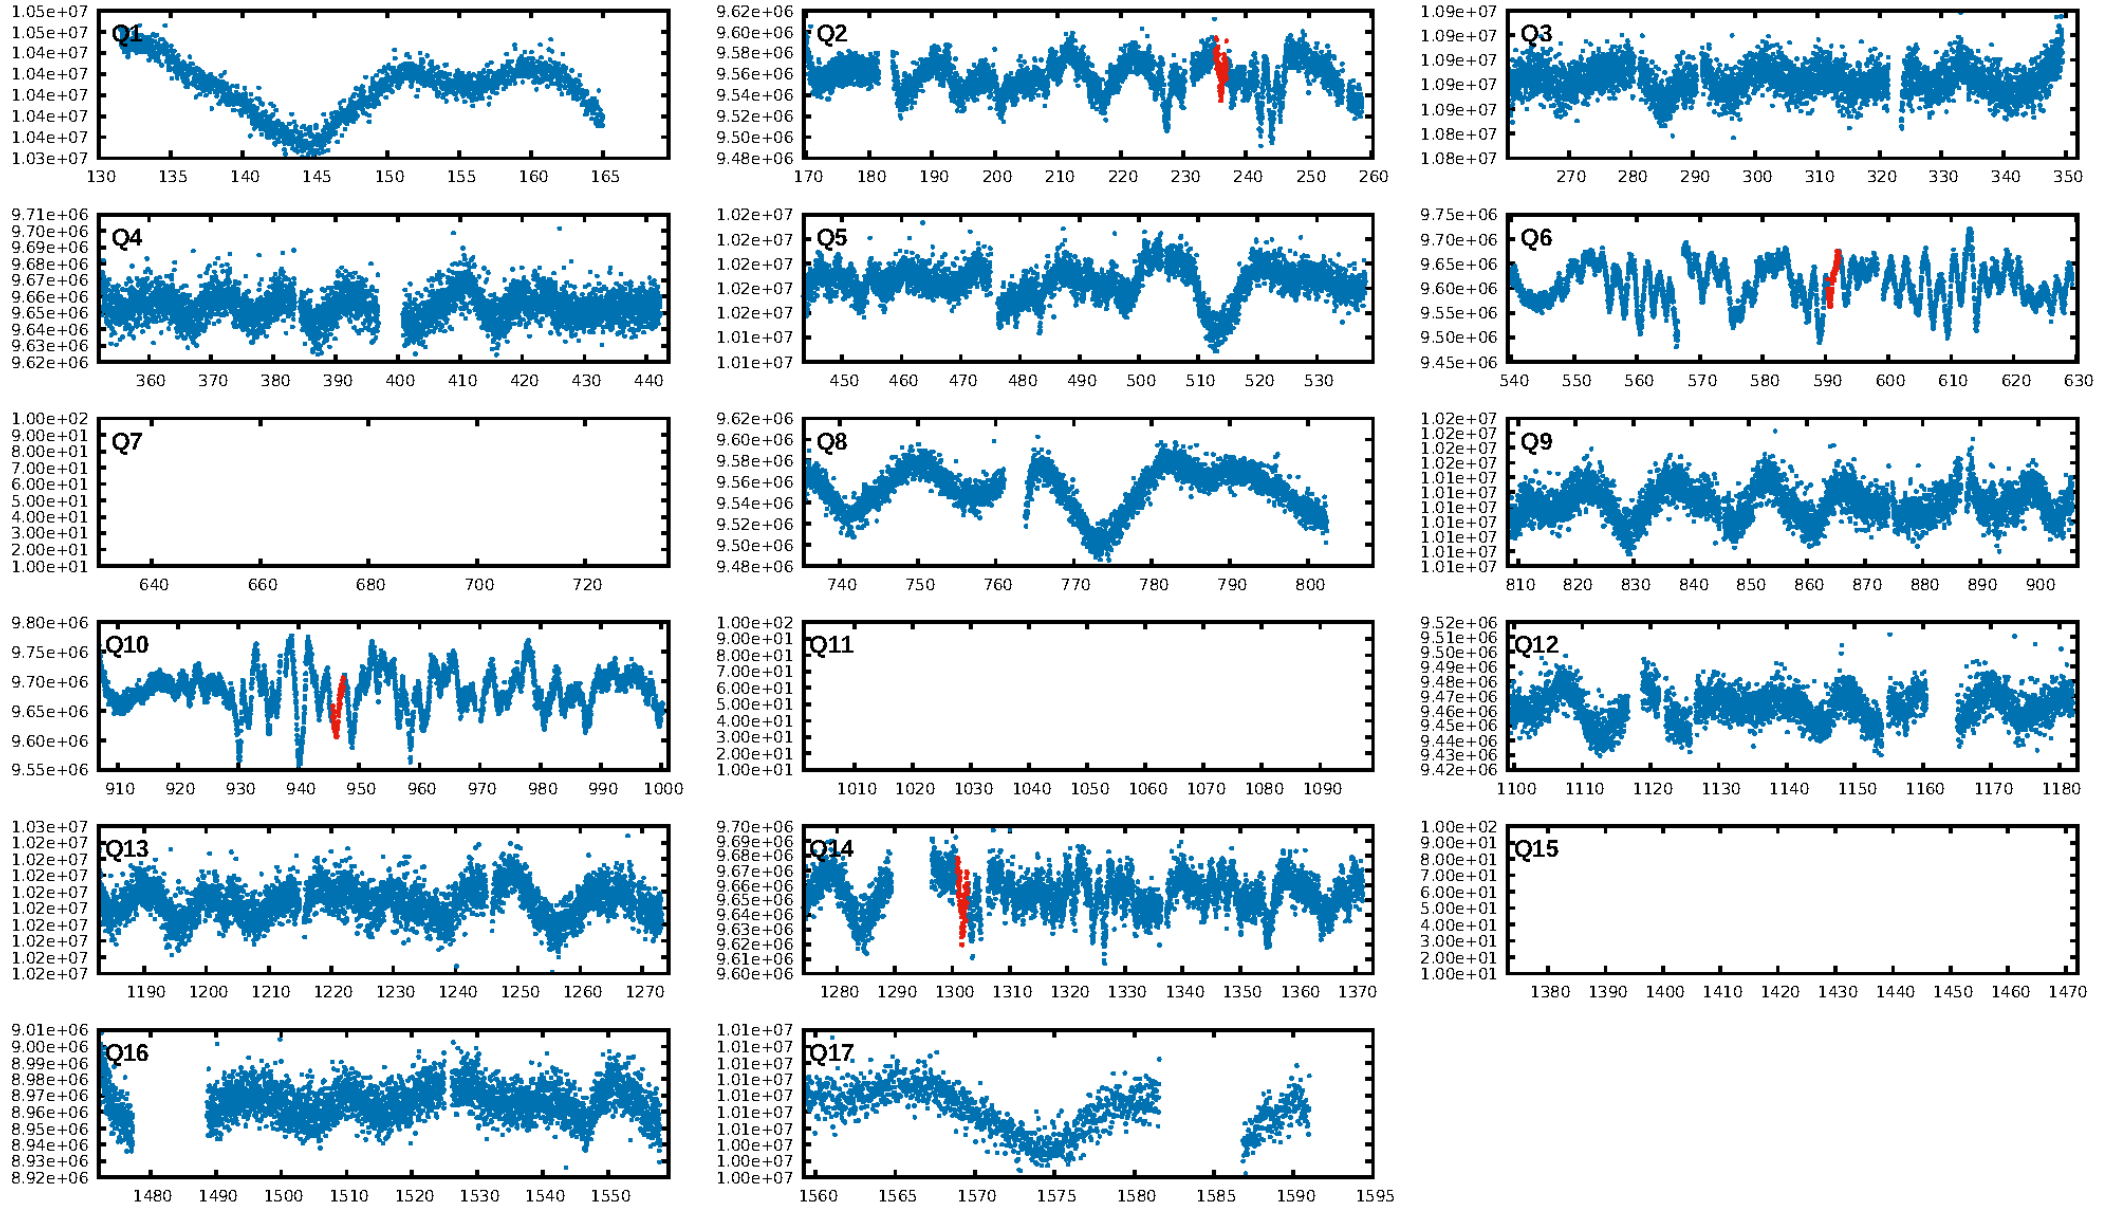 1.05e+07 1.05e+07 1.04e+07 1.04e+07 1.04e+07 1.04e+07 1.04e+07 1.03e+07
Q1
130 135 140 145 150 155 160 165
9.62e+06 9.60e+06 9.58e+06 9.56e+06 9.54e+06 9.52e+06 9.50e+06 9.48e+06
Q2
170 180 190 200 210 220 230 240 250 260
1.09e+07 1.09e+07 1.09e+07 1.09e+07 1.09e+07 1.08e+07 1.08e+07
Q3
270 280 290 300 310 320 330 340 350
9.71e+06 9.70e+06 9.69e+06 9.68e+06 9.67e+06 9.66e+06 9.65e+06 9.64e+06 9.63e+06 9.62e+06
Q4
360 370 380 390 400 410 420 430 440
1.02e+07 1.02e+07 1.02e+07 1.02e+07 1.02e+07 1.01e+07 1.01e+07
Q5
450 460 470 480 490 500 510 520 530
9.75e+06 9.70e+06 9.65e+06 9.60e+06 9.55e+06 9.50e+06 9.45e+06
Q6
540 550 560 570 580 590 600 610 620 630
1.00e+02 9.00e+01 8.00e+01 7.00e+01 6.00e+01 5.00e+01 4.00e+01 3.00e+01 2.00e+01 1.00e+01
Q7
640 660 680 700 720
9.62e+06 9.60e+06 9.58e+06 9.56e+06 9.54e+06 9.52e+06 9.50e+06 9.48e+06
Q8
740 750 760 770 780 790 800
1.02e+07 1.02e+07 1.02e+07 1.01e+07 1.01e+07 1.01e+07 1.01e+07 1.01e+07
Q9
810 820 830 840 850 860 870 880 890 900
9.80e+06 9.75e+06 9.70e+06 9.65e+06 9.60e+06 9.55e+06
Q10
910 920 930 940 950 960 970 980 990 1000
1.00e+02 9.00e+01 8.00e+01 7.00e+01 6.00e+01 5.00e+01 4.00e+01 3.00e+01 2.00e+01 1.00e+01
Q11
1010 1020 1030 1040 1050 1060 1070 1080 1090
9.52e+06 9.51e+06 9.50e+06 9.49e+06 9.48e+06 9.47e+06 9.46e+06 9.45e+06 9.44e+06 9.43e+06 9.42e+06
Q12
1100 1110 1120 1130 1140 1150 1160 1170 1180
1.03e+07 1.02e+07 1.02e+07 1.02e+07 1.02e+07 1.02e+07 1.02e+07 1.02e+07 1.02e+07 1.02e+07
Q13
1190 1200 1210 1220 1230 1240 1250 1260 1270
9.70e+06 9.69e+06 9.68e+06 9.67e+06 9.66e+06 9.65e+06 9.64e+06 9.63e+06 9.62e+06 9.61e+06 9.60e+06
Q14
1280 1290 1300 1310 1320 1330 1340 1350 1360 1370
1.00e+02 9.00e+01 8.00e+01 7.00e+01 6.00e+01 5.00e+01 4.00e+01 3.00e+01 2.00e+01 1.00e+01
Q15
1380 1390 1400 1410 1420 1430 1440 1450 1460 1470
9.01e+06 9.00e+06 8.99e+06 8.98e+06 8.97e+06 8.96e+06 8.95e+06 8.94e+06 8.93e+06 8.92e+06
Q16
1480 1490 1500 1510 1520 1530 1540 1550
1.01e+07 1.01e+07 1.01e+07 1.01e+07 1.01e+07 1.01e+07 1.01e+07 1.00e+07 1.00e+07 1.00e+07
Q17
1560 1565 1570 1575 1580 1585 1590 1595